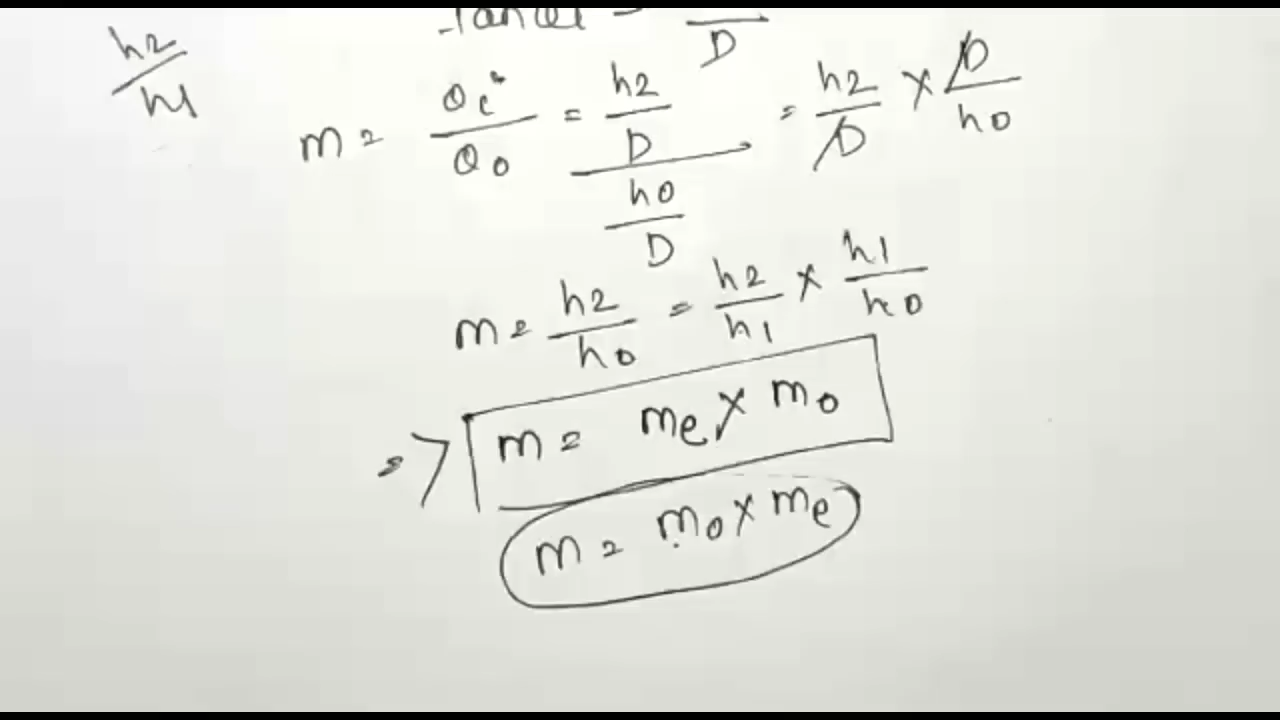 D
h2/h1
m = θi/θo = (h2/D)/(h0/D) = h2/D × D/h0
m = h2/h0 = h2/h1 × h1/h0
=> m = me × mo
m = mo × me